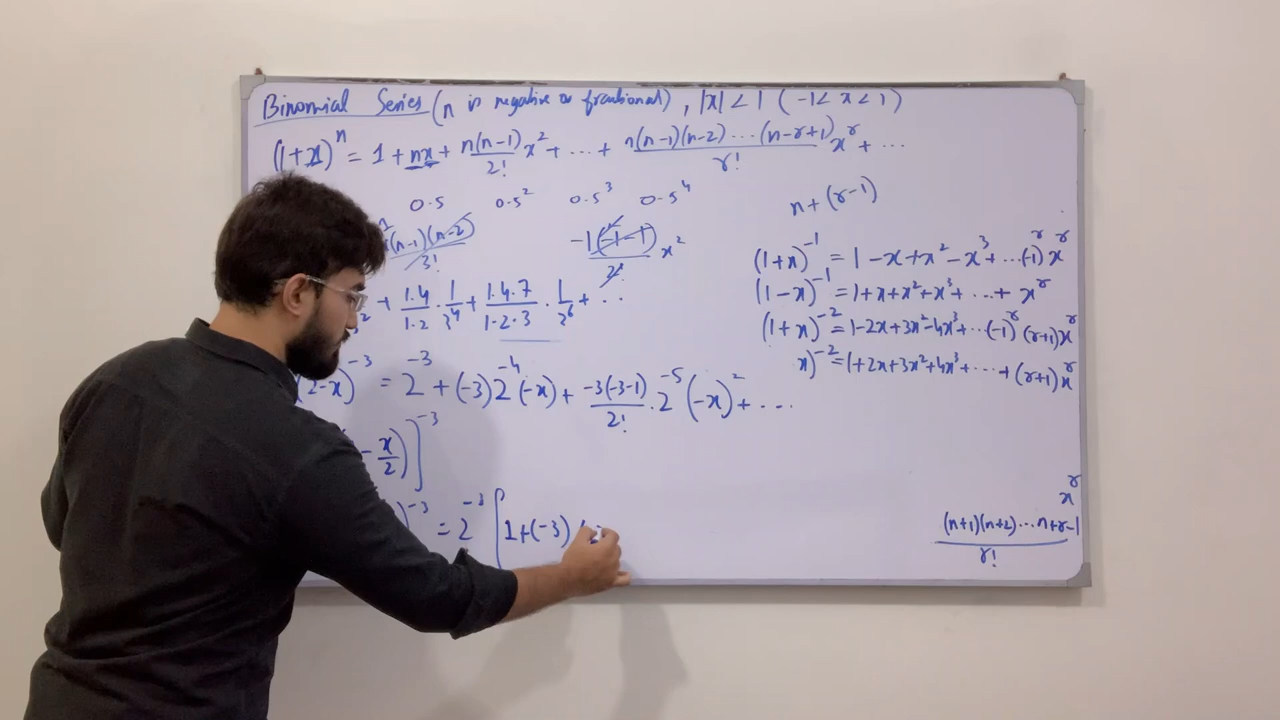 Binomial Series (n is negative or fractional), |x| < 1 (-1 < x < 1)
(1+x)^n = 1 + nx + n(n-1)/2! x^2 + ... + n(n-1)(n-2)...(n-r+1)/r! x^r + ...
0.5 0.5^2 0.5^3 0.5^4
n+(r-1)
(n-1)(n-2)/3!
-1(-1-1)/2! x^2
(1+x)^-1 = 1-x+x^2-x^3+...(-1)^r x^r
(1-x)^-1 = 1+x+x^2+x^3+...+ x^r
+ 1.4/1.2 . 1/3^4 + 1.4.7/1.2.3 . 1/3^6 + ...
(1+x)^-2 = 1-2x+3x^2-4x^3+...(-1)^r (r+1)x^r
x)^-2 = 1+2x+3x^2+4x^3+...+(r+1)x^r
(2-x)^-3 = 2^-3 + (-3)2^-4(-x) + -3(-3-1)/2! . 2^-5 (-x)^2 + ...
- x/2)]^-3
)^-3 = 2^-3 [1+(-3)(
x^r
(n+1)(n+2)...n+r-1/r!